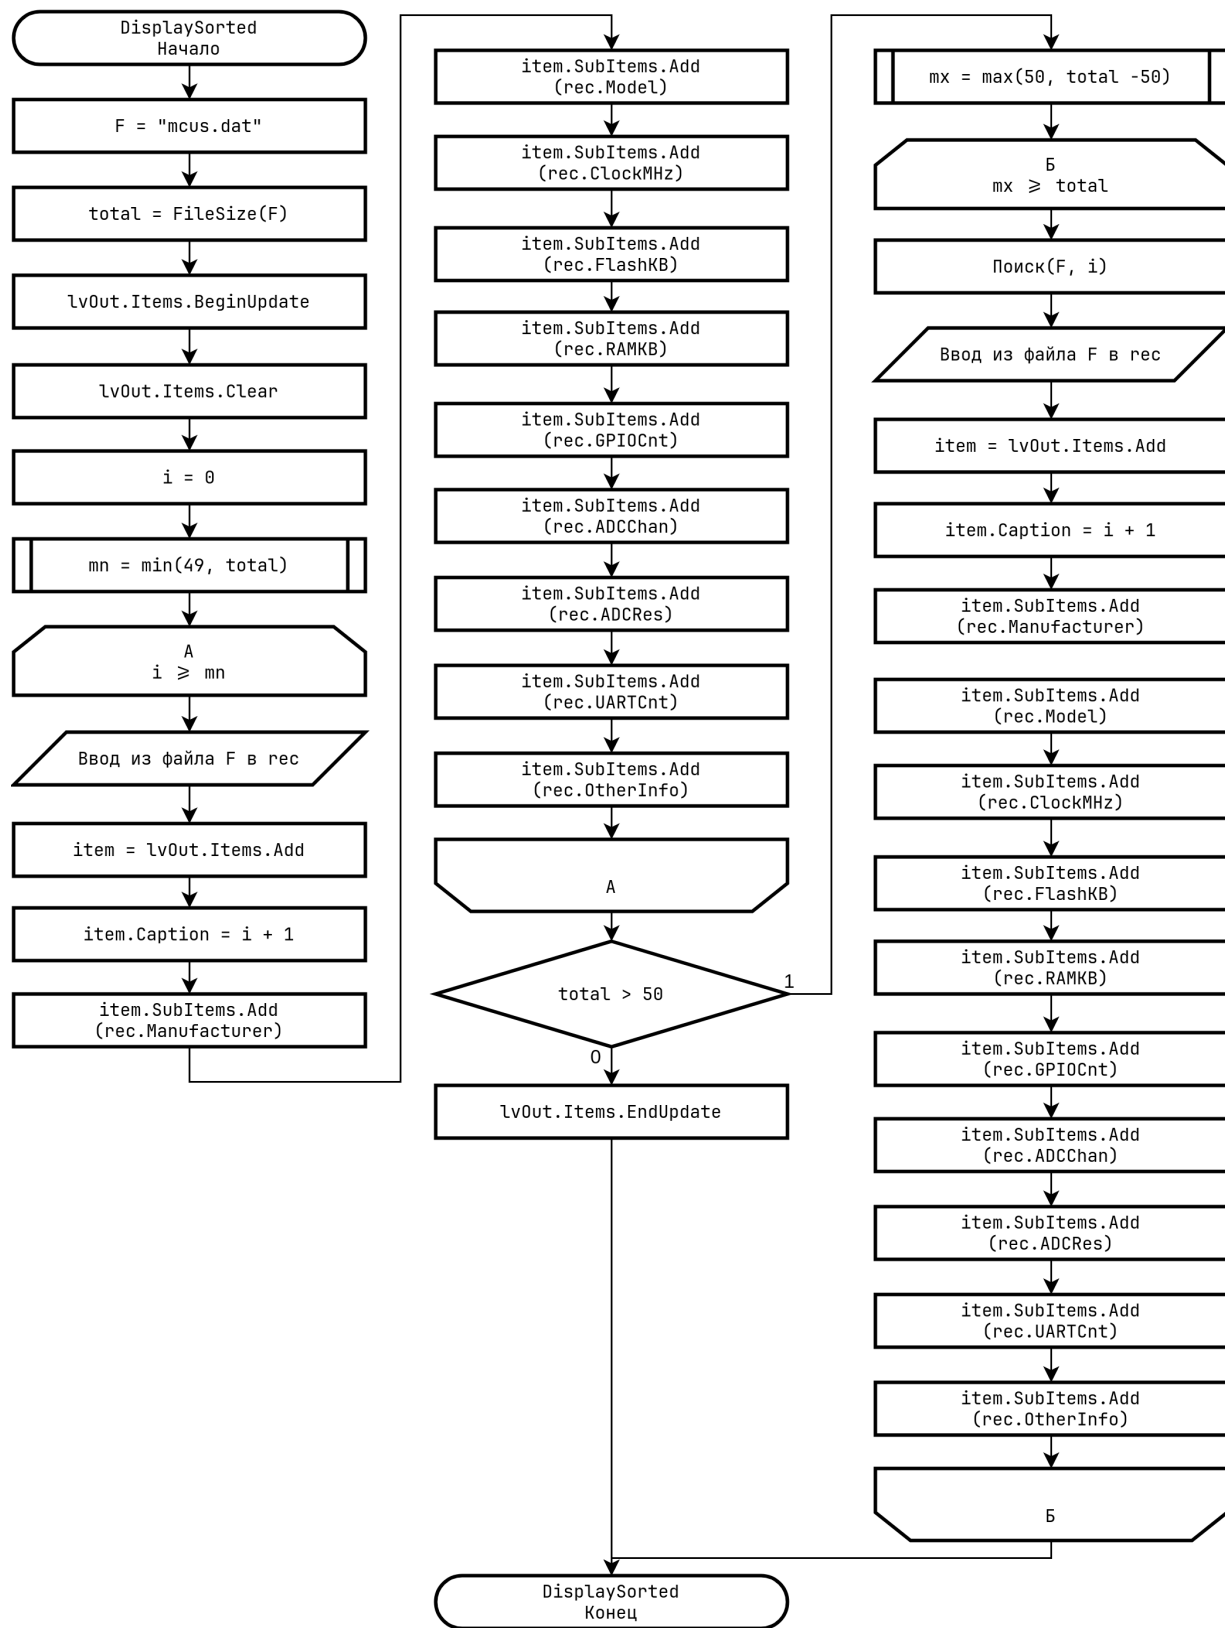 DisplaySorted
Начало
F = "mcus.dat"
total = FileSize(F)
lvOut.Items.BeginUpdate
lvOut.Items.Clear
i = 0
mn = min(49, total)
А
i ⩾ mn
Ввод из файла F в rec
item = lvOut.Items.Add
item.Caption = i + 1
item.SubItems.Add
(rec.Manufacturer)
item.SubItems.Add
(rec.Model)
item.SubItems.Add
(rec.ClockMHz)
item.SubItems.Add
(rec.FlashKB)
item.SubItems.Add
(rec.RAMKB)
item.SubItems.Add
(rec.GPIOCnt)
item.SubItems.Add
(rec.ADCChan)
item.SubItems.Add
(rec.ADCRes)
item.SubItems.Add
(rec.UARTCnt)
item.SubItems.Add
(rec.OtherInfo)
А
total > 50
1
0
lvOut.Items.EndUpdate
mx = max(50, total -50)
Б
mx ⩾ total
Поиск(F, i)
Ввод из файла F в rec
item = lvOut.Items.Add
item.Caption = i + 1
item.SubItems.Add
(rec.Manufacturer)
item.SubItems.Add
(rec.Model)
item.SubItems.Add
(rec.ClockMHz)
item.SubItems.Add
(rec.FlashKB)
item.SubItems.Add
(rec.RAMKB)
item.SubItems.Add
(rec.GPIOCnt)
item.SubItems.Add
(rec.ADCChan)
item.SubItems.Add
(rec.ADCRes)
item.SubItems.Add
(rec.UARTCnt)
item.SubItems.Add
(rec.OtherInfo)
Б
DisplaySorted
Конец